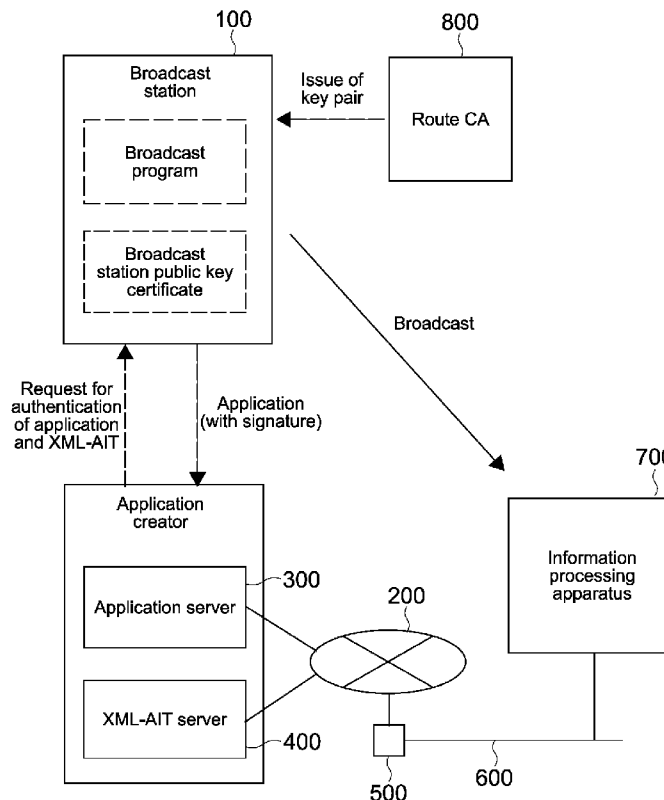 100
800
Broadcast
station
Issue of
key pair
Route CA
Broadcast
program
Broadcast
station public key
certificate
Broadcast
Request for
authentication
of application
and XML-AIT
Application
(with signature)
700
Application
creator
Information
processing
apparatus
300
Application server
200
XML-AIT server
400
500
600